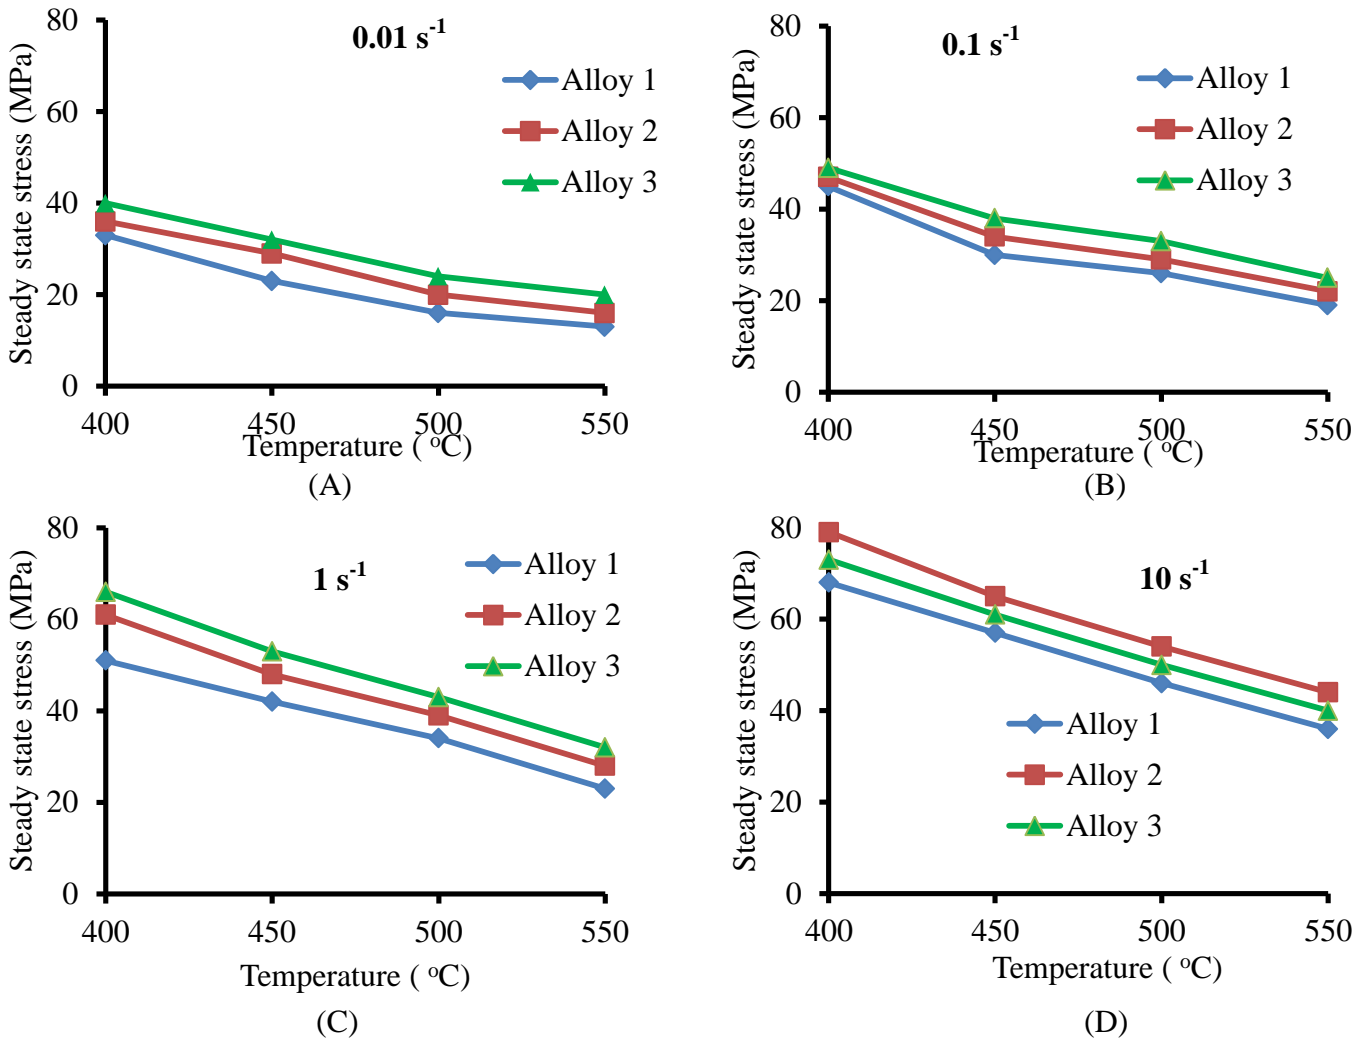 Steady state stress (MPa)
80
60
40
20
0
0.01 s⁻¹
Alloy 1
Alloy 2
Alloy 3
400 450 500 550
Temperature ( ᵒC)
(A)
Steady state stress (MPa)
80
60
40
20
0
0.1 s⁻¹
Alloy 1
Alloy 2
Alloy 3
400 450 500 550
Temperature ( ᵒC)
(B)
Steady state stress (MPa)
80
60
40
20
0
1 s⁻¹
Alloy 1
Alloy 2
Alloy 3
400 450 500 550
Temperature ( ᵒC)
(C)
Steady state stress (MPa)
80
60
40
20
0
10 s⁻¹
Alloy 1
Alloy 2
Alloy 3
400 450 500 550
Temperature ( ᵒC)
(D)